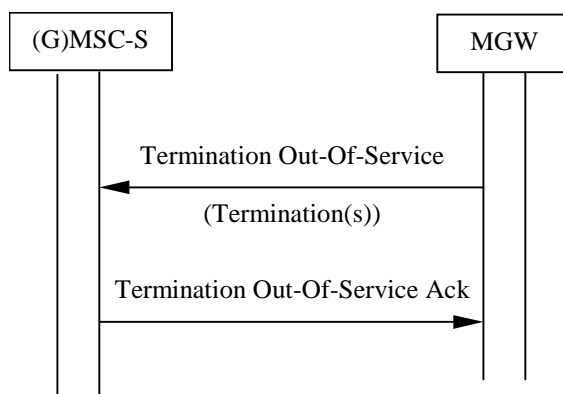 (G)MSC-S
MGW
Termination Out-Of-Service
(Termination(s))
Termination Out-Of-Service Ack